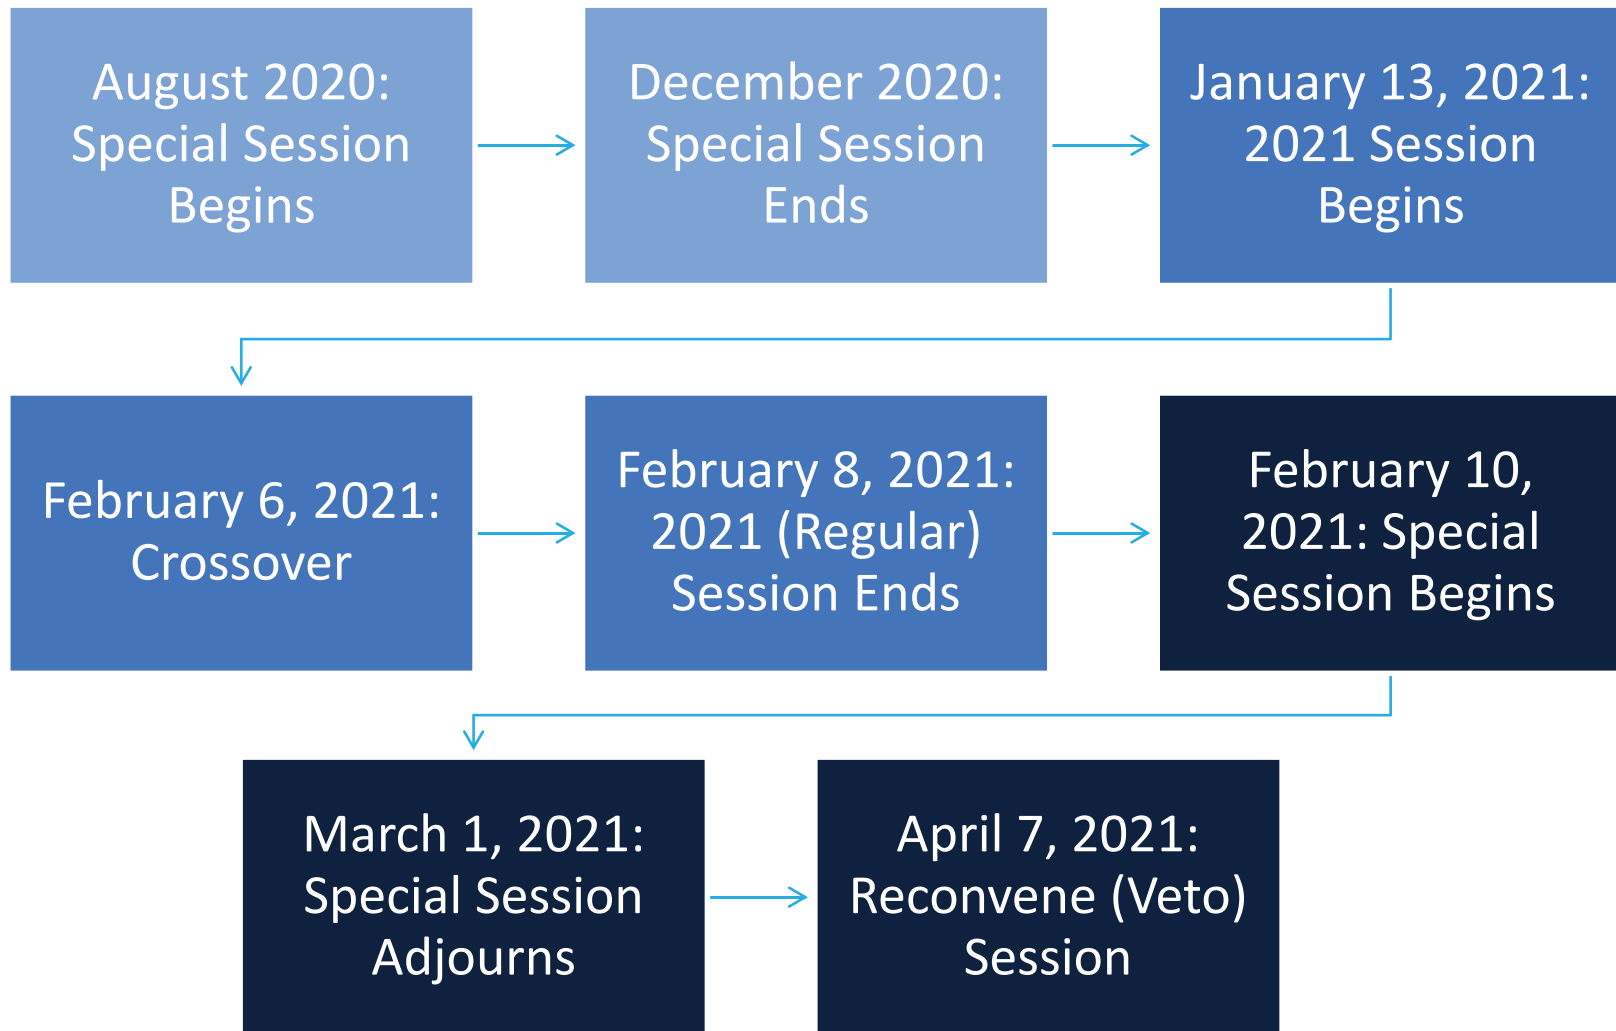 August 2020:
Special Session
Begins
December 2020:
Special Session
Ends
January 13, 2021:
2021 Session
Begins
February 6, 2021:
Crossover
February 8, 2021:
2021 (Regular)
Session Ends
February 10,
2021: Special
Session Begins
March 1, 2021:
Special Session
Adjourns
April 7, 2021:
Reconvene (Veto)
Session